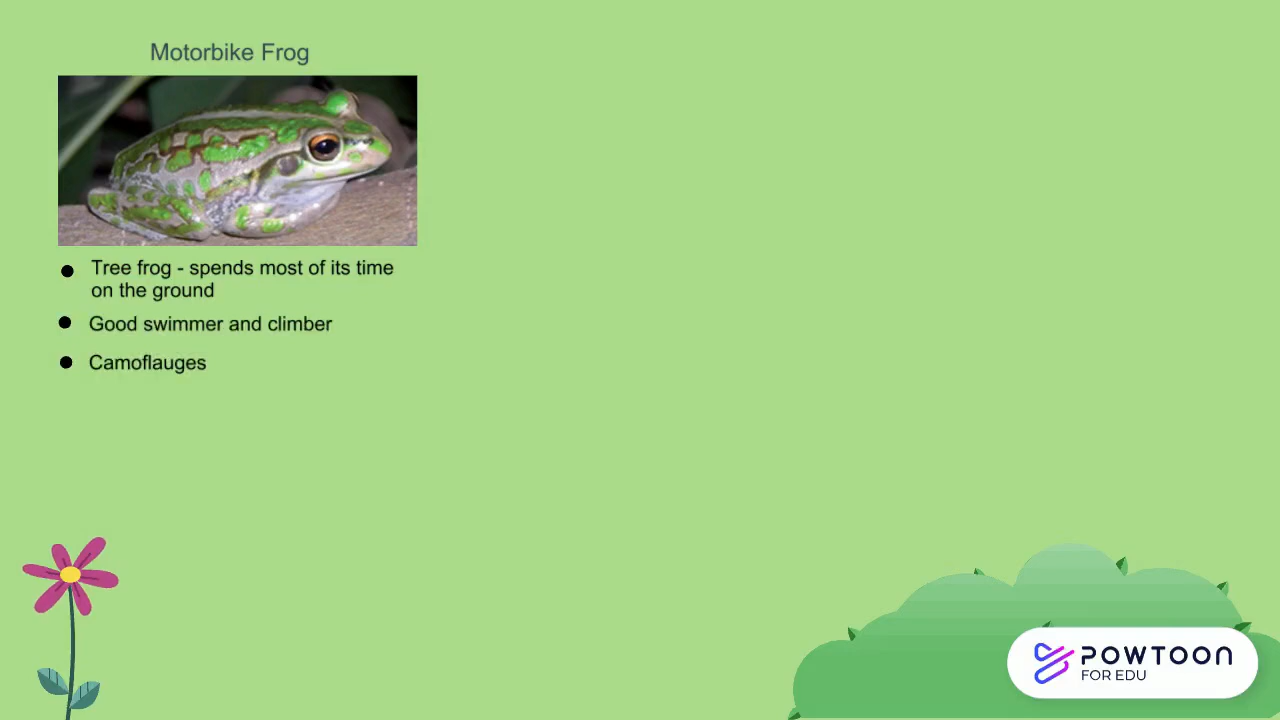 Motorbike Frog
● Tree frog - spends most of its time
on the ground
● Good swimmer and climber
● Camoflauges
POWTOON
FOR EDU